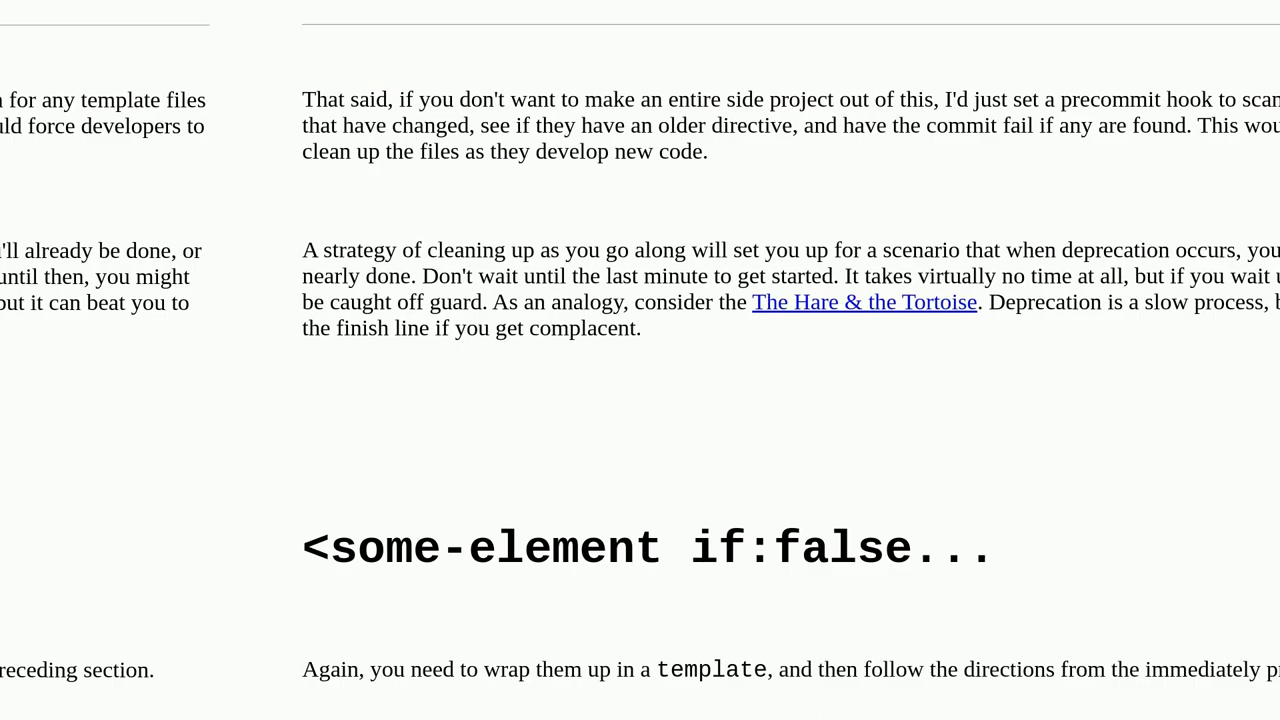 n for any template files
uld force developers to
u'll already be done, or
until then, you might
but it can beat you to
receding section.
That said, if you don't want to make an entire side project out of this, I'd just set a precommit hook to scan
that have changed, see if they have an older directive, and have the commit fail if any are found. This wou
clean up the files as they develop new code.
A strategy of cleaning up as you go along will set you up for a scenario that when deprecation occurs, you
nearly done. Don't wait until the last minute to get started. It takes virtually no time at all, but if you wait u
be caught off guard. As an analogy, consider the The Hare & the Tortoise. Deprecation is a slow process, b
the finish line if you get complacent.
<some-element if:false...
Again, you need to wrap them up in a template, and then follow the directions from the immediately p